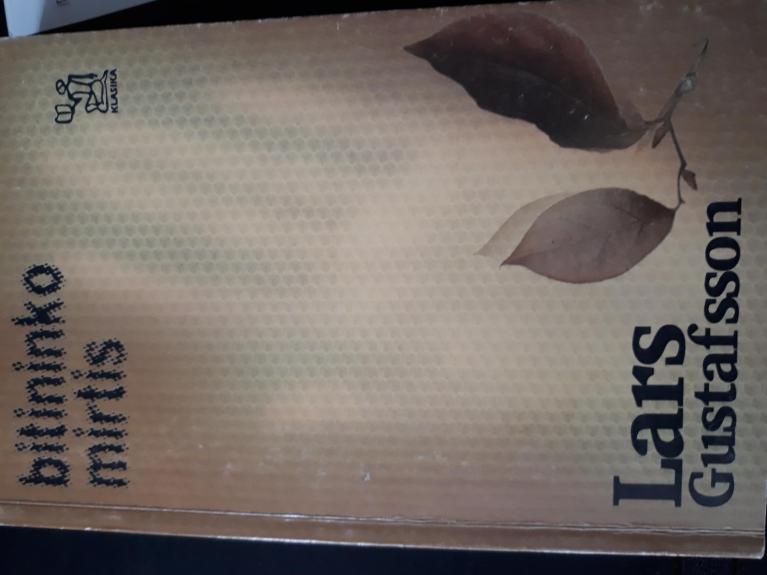 bitininko
mirtis
KLASIKA
Lars
Gustafsson